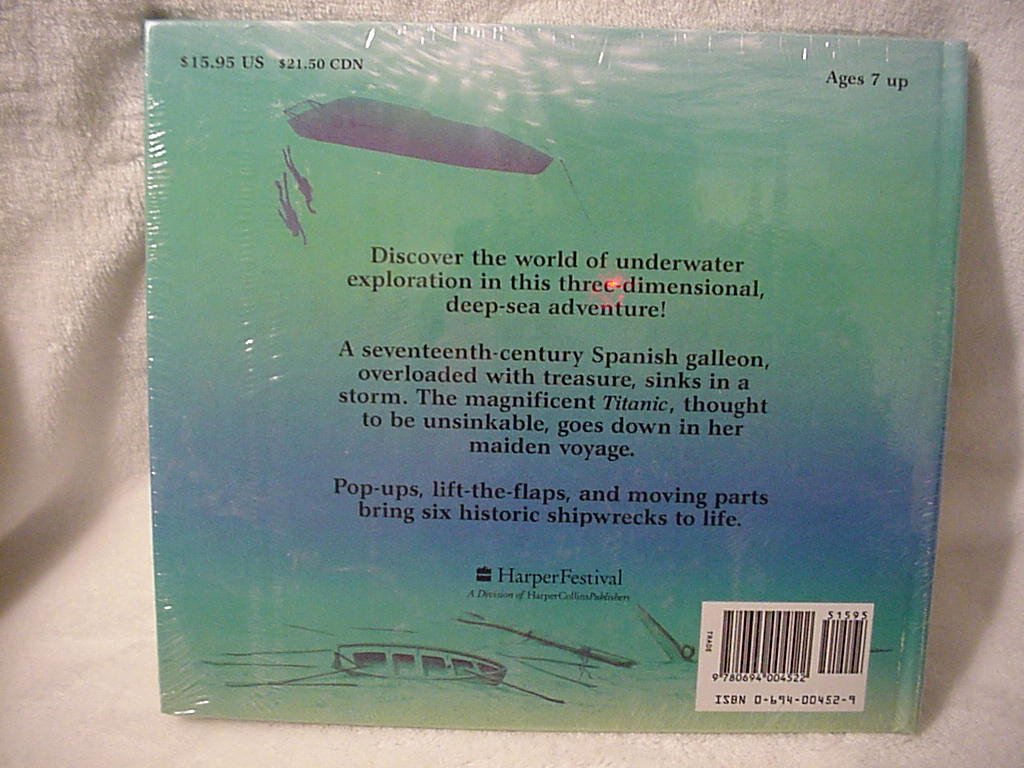 $15.95 US $21.50 CDN
Ages 7 up
Discover the world of underwater
exploration in this three-dimensional,
deep-sea adventure!
A seventeenth-century Spanish galleon,
overloaded with treasure, sinks in a
storm. The magnificent Titanic, thought
to be unsinkable, goes down in her
maiden voyage.
Pop-ups, lift-the-flaps, and moving parts
bring six historic shipwrecks to life.
HarperFestival
A Division of HarperCollinsPublishers
TRADE
51595
9 780694 004522
ISBN 0-694-00452-9